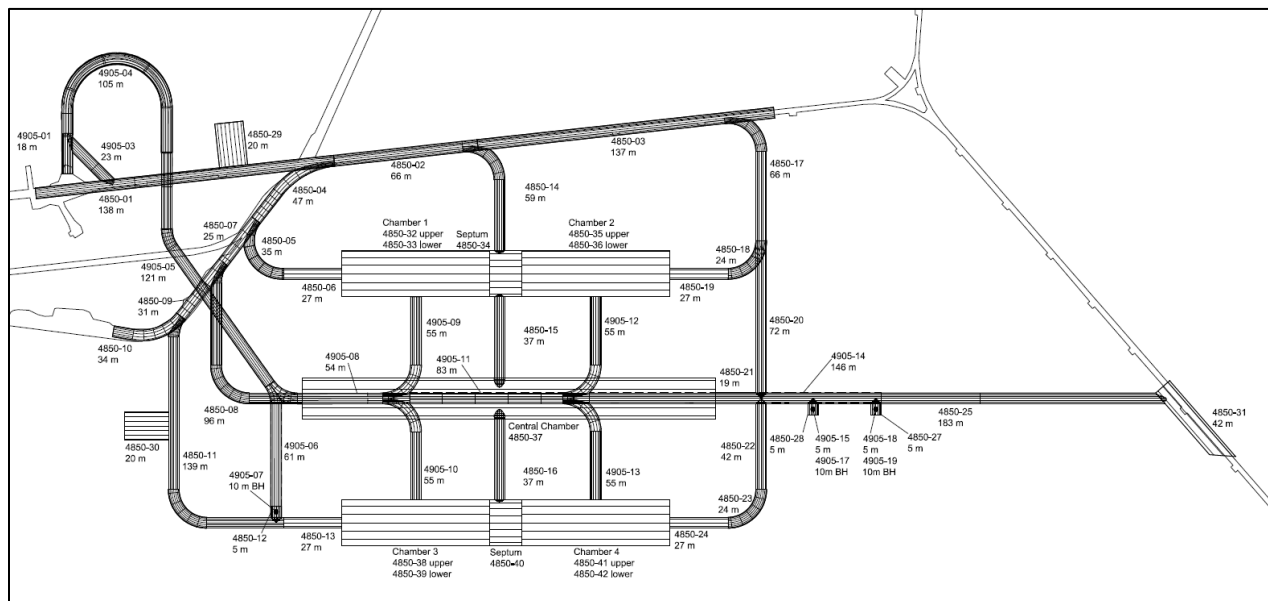 4905-04
105 m
4905-01
18 m
4905-03
23 m
4850-29
20 m
4850-03
137 m
4850-02
66 m
4850-17
66 m
4850-01
138 m
4850-04
47 m
4850-14
59 m
4850-07
25 m
4850-05
35 m
Chamber 1
4850-32 upper
4850-33 lower
Septum
4850-34
Chamber 2
4850-35 upper
4850-36 lower
4850-18
24 m
4905-05
121 m
4850-06
27 m
4850-19
27 m
4850-09
31 m
4850-10
34 m
4905-09
55 m
4850-15
37 m
4905-12
55 m
4850-20
72 m
4905-08
54 m
4905-11
83 m
4850-21
19 m
4905-14
146 m
4850-08
96 m
Central Chamber
4850-37
4850-25
183 m
4850-31
42 m
4850-30
20 m
4850-11
139 m
4905-06
61 m
4850-22
42 m
4850-28
5 m
4905-15
5 m
4905-17
10m BH
4905-18
5 m
4905-19
10m BH
4850-27
5 m
4905-07
10 m BH
4905-10
55 m
4850-16
37 m
4905-13
55 m
4850-23
24 m
4850-12
5 m
4850-13
27 m
4850-24
27 m
Chamber 3
4850-38 upper
4850-39 lower
Septum
4850-40
Chamber 4
4850-41 upper
4850-42 lower